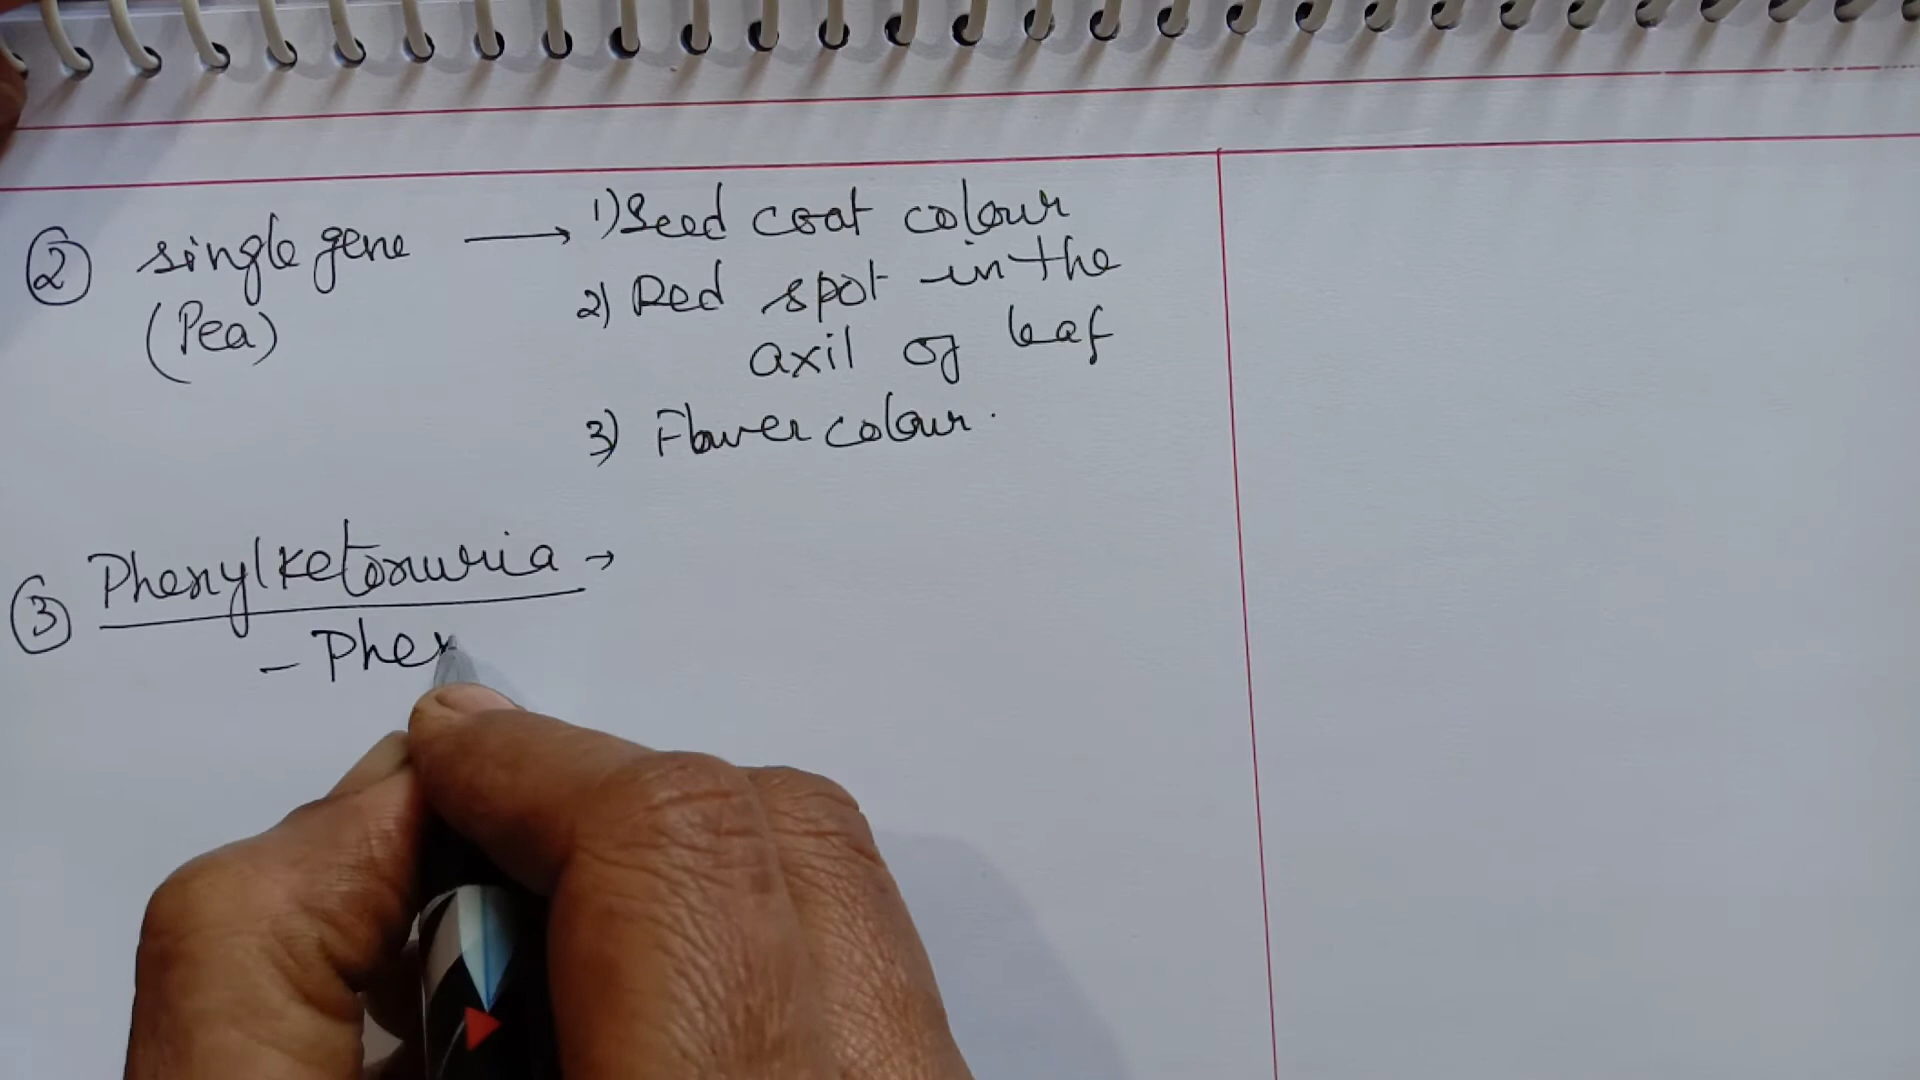 ② single gene → 1) Seed coat colour
(Pea)
2) Red spot in the
axil of leaf
3) Flower colour.
③ Phenylketonuria →
- Phen